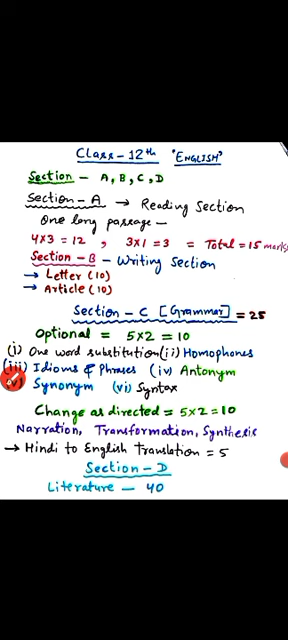 Class - 12th "ENGLISH"
Section - A, B, C, D
Section - A → Reading Section
One long passage -
4x3 = 12 , 3x1 = 3 = Total = 15 marks
Section - B - Writing Section
→ Letter (10)
→ Article (10)
Section - C [Grammar] = 25
Optional = 5x2 = 10
(i) One word substitution (ii) Homophones
(iii) Idioms & Phrases (iv) Antonym
Synonym (vi) Syntax
Change as directed = 5x2 = 10
Narration, Transformation, Synthesis
→ Hindi to English Translation = 5
Section - D
Literature - 40